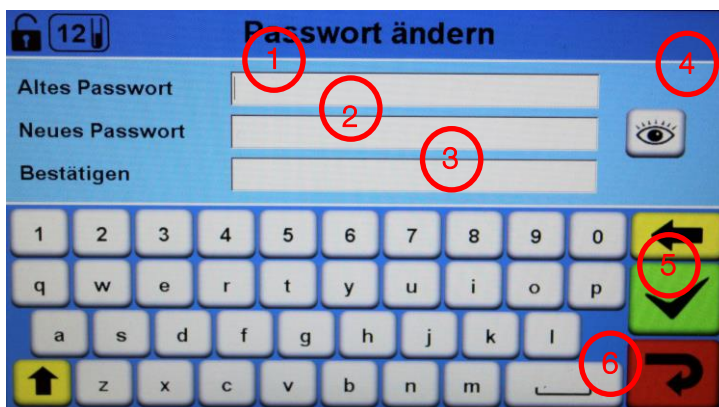 12 Passwort ändern
1
4
Altes Passwort
2
Neues Passwort
3
Bestätigen
1 2 3 4 5 6 7 8 9 0
5
q w e r t y u i o p
a s d f g h j k l
6
z x c v b n m